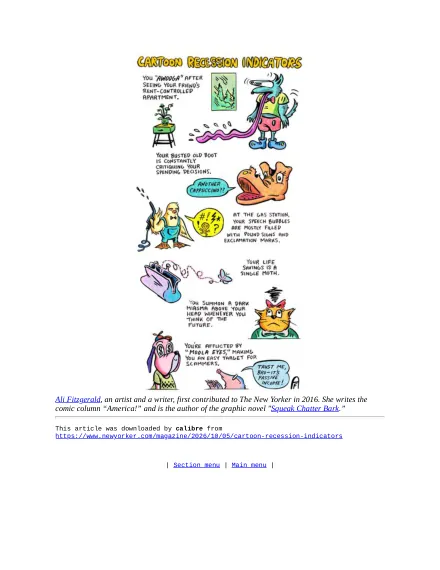 CARTOON RECESSION INDICATORS
YOU "AWOOGA" AFTER
SEEING YOUR FRIEND'S
RENT-CONTROLLED
APARTMENT.
YOUR BUSTED OLD BOOT
IS CONSTANTLY
CRITIQUING YOUR
SPENDING DECISIONS.
ANOTHER
CAPPUCCINO?!
#!$*
?
AT THE GAS STATION,
YOUR SPEECH BUBBLES
ARE MOSTLY FILLED
WITH POUND SIGNS AND
EXCLAMATION MARKS.
YOUR LIFE
SAVINGS IS A
SINGLE MOTH.
YOU SUMMON A DARK
MIASMA ABOVE YOUR
HEAD WHENEVER YOU
THINK OF THE
FUTURE.
YOU'RE AFFLICTED BY
"MOOLA EYES," MAKING
YOU AN EASY TARGET FOR
SCAMMERS.
TRUST ME,
BRO—IT'S
PASSIVE
INCOME!
Ali Fitzgerald, an artist and a writer, first contributed to The New Yorker in 2016. She writes the
comic column "America!" and is the author of the graphic novel "Squeak Chatter Bark."
This article was downloaded by calibre from
https://www.newyorker.com/magazine/2026/10/05/cartoon-recession-indicators
| Section menu | Main menu |